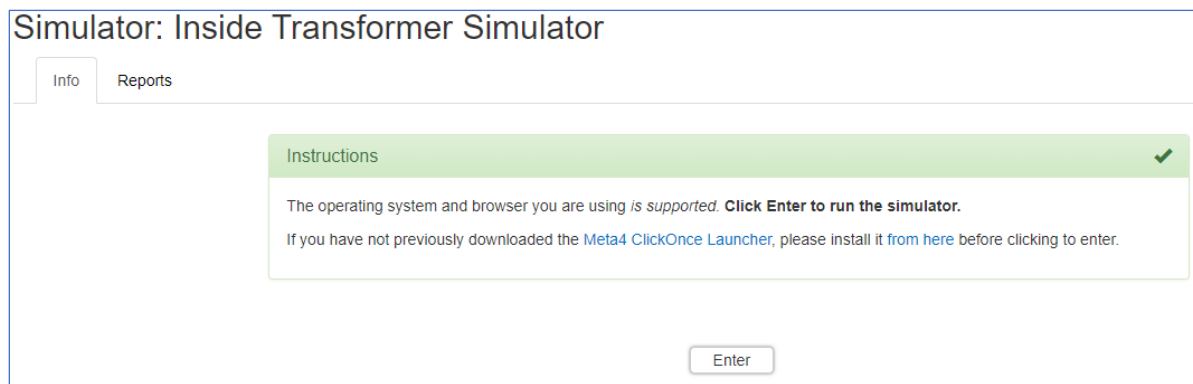 Simulator: Inside Transformer Simulator
Info Reports
Instructions
The operating system and browser you are using is supported. Click Enter to run the simulator.
If you have not previously downloaded the Meta4 ClickOnce Launcher, please install it from here before clicking to enter.
Enter